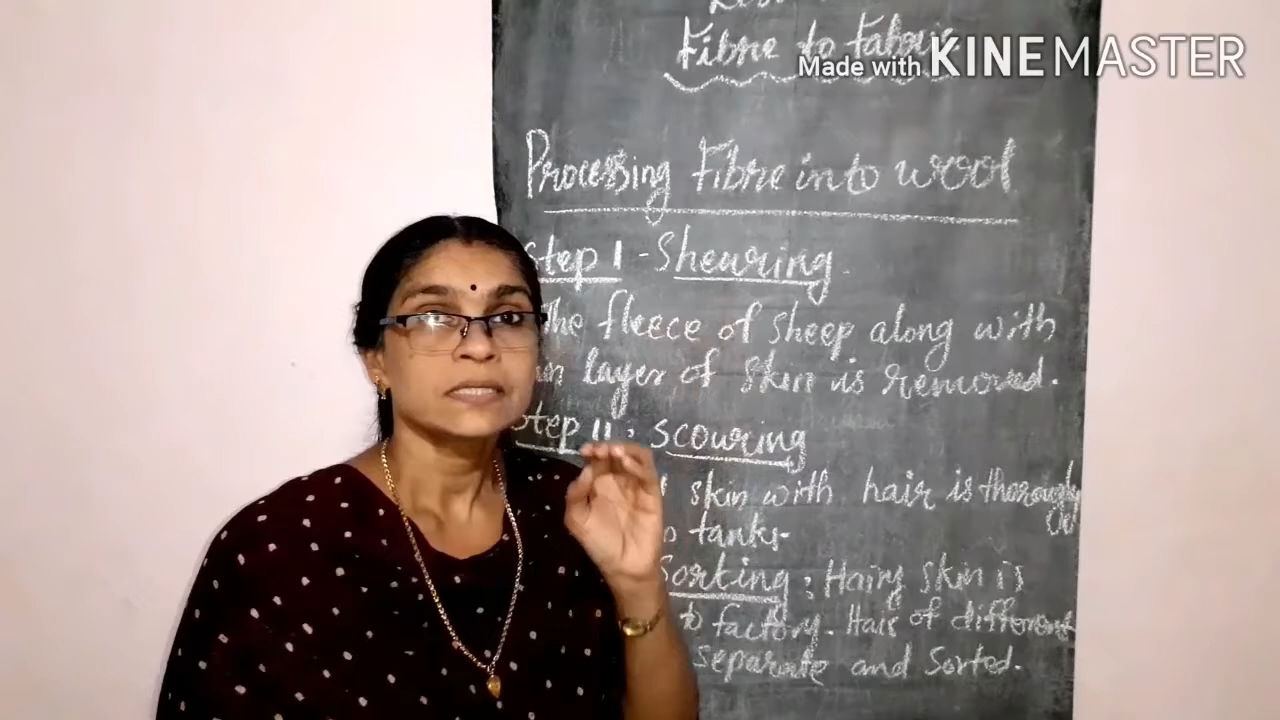 Fibre to Fabric
Made with KINEMASTER
Processing Fibre into wool
Step I - Shearing.
The fleece of sheep along with
layer of skin is removed.
Step II : Scouring
skin with hair is thoroughly
tanks.
Sorting : Hairy skin is
to factory. Hair of different
separate and sorted.